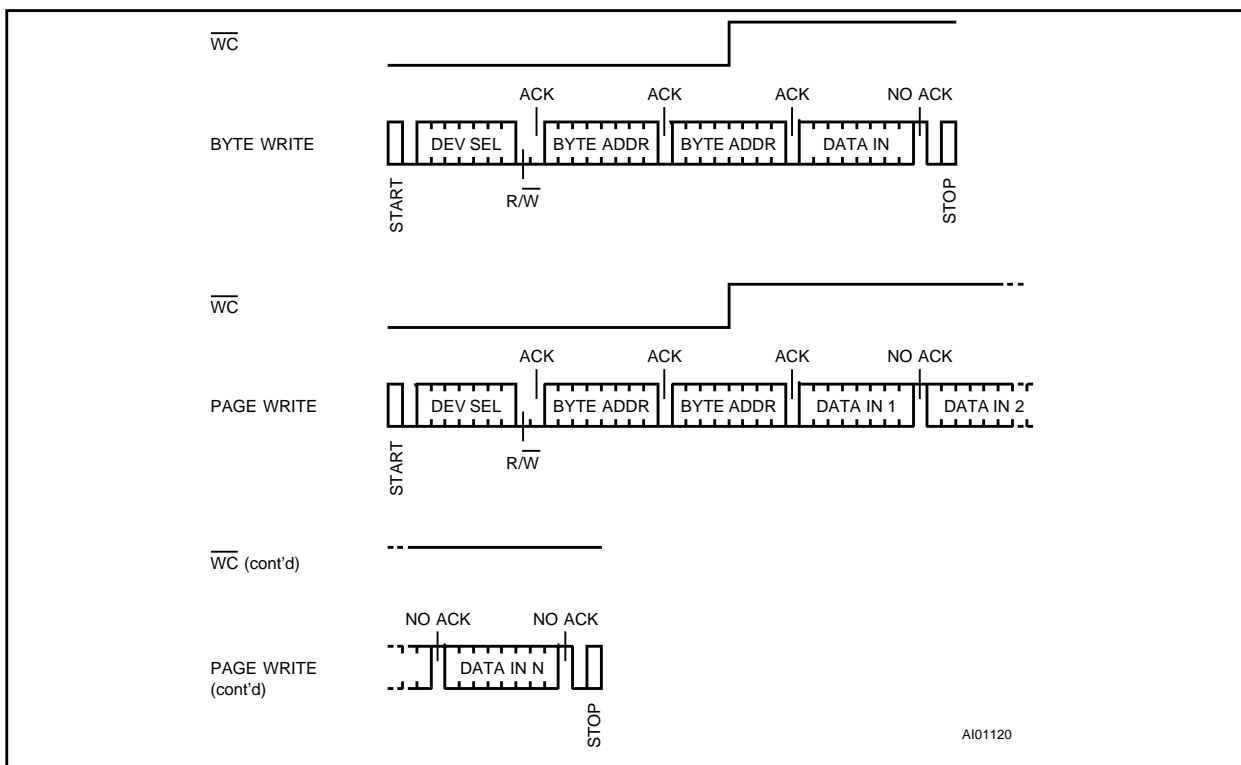 WC
ACK ACK ACK NO ACK
BYTE WRITE DEV SEL BYTE ADDR BYTE ADDR DATA IN
START R/W STOP
WC
ACK ACK ACK NO ACK
PAGE WRITE DEV SEL BYTE ADDR BYTE ADDR DATA IN 1 DATA IN 2
START R/W
WC (cont'd)
NO ACK NO ACK
PAGE WRITE DATA IN N
(cont'd)
STOP
AI01120